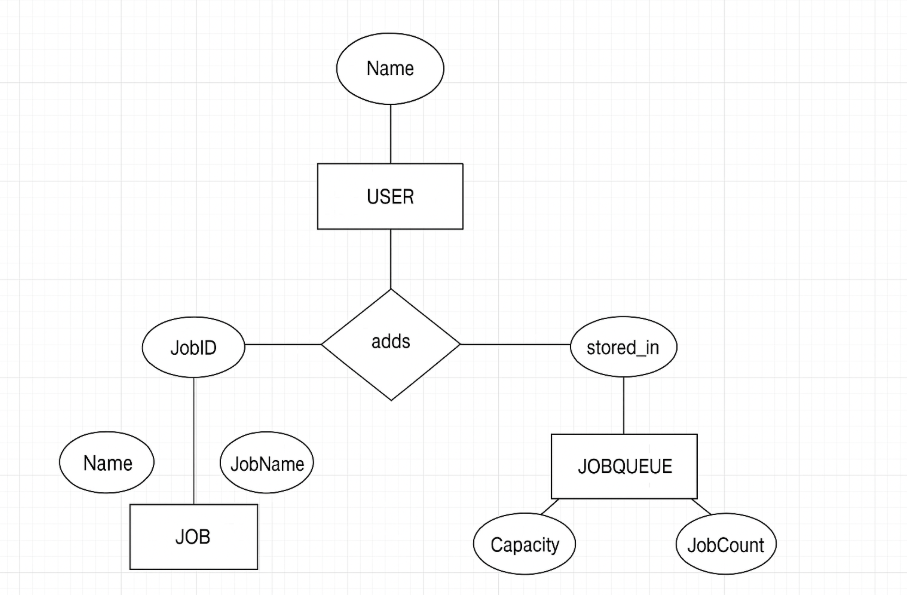 Name
USER
adds
JobID
stored_in
Name
JobName
JOBQUEUE
JOB
Capacity
JobCount